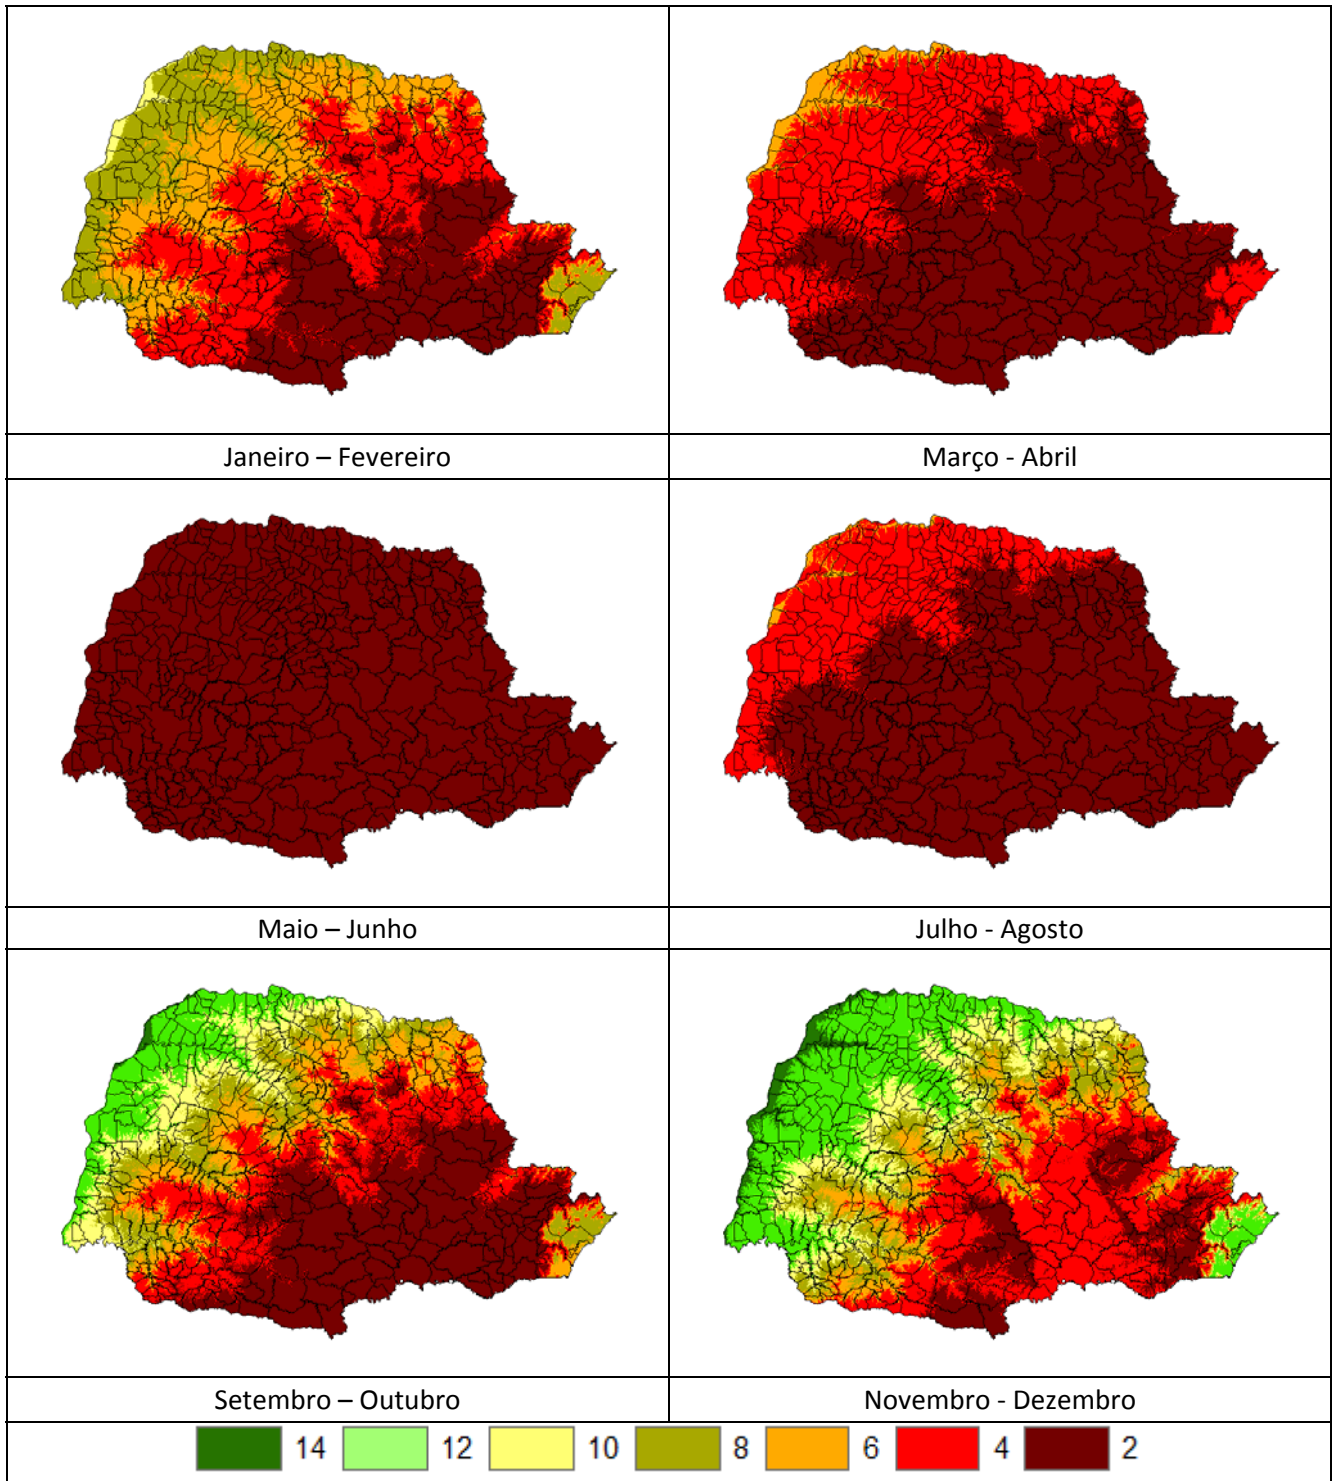 Janeiro – Fevereiro
Março - Abril
Maio – Junho
Julho - Agosto
Setembro – Outubro
Novembro - Dezembro
14 12 10 8 6 4 2